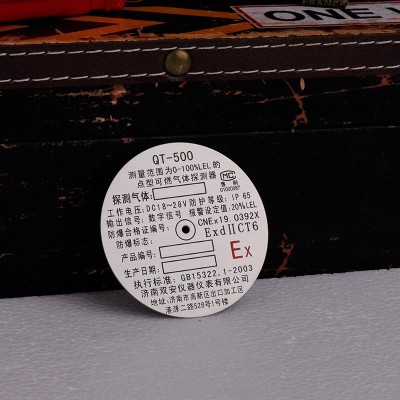 ONE M
QT-500
测量范围为0-100%LEL的
点型可燃气体探测器
MC
探测气体:
工作电压:DC18~28V 防护等级:IP 65
输出信号:数字信号 报警设定值:20%LEL
防爆合格证编号: CNEx19.0392X
防爆标志: ExdIICT6
产品编号:
Ex
生产日期:
执行标准: GB15322.1-2003
济南双安仪器仪表有限公司
地址:济南市高新区出口加工区
港源二路528号1号楼